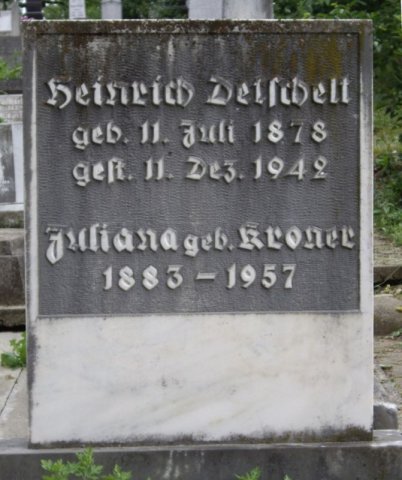 Heinrich Detschelt
geb. 11. Juli 1878
gest. 11. Dez. 1942
Juliana geb. Kroner
1883 – 1957